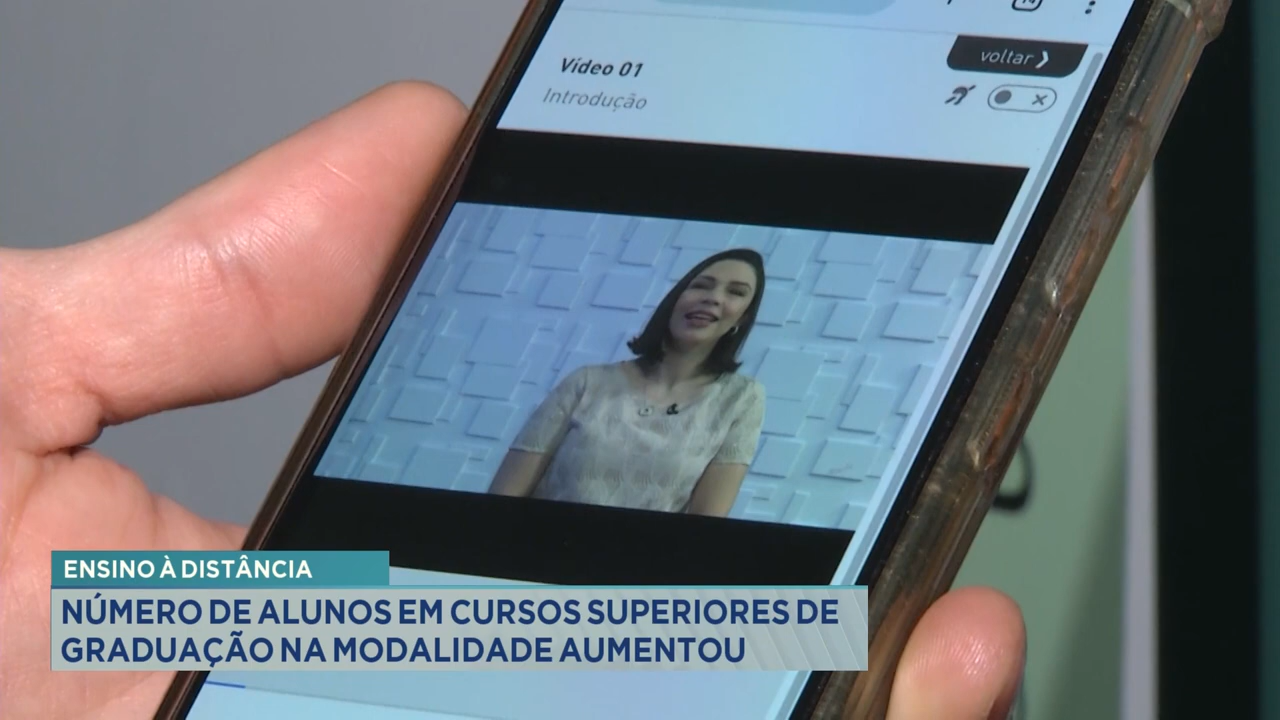 voltar ❯
Vídeo 01
Introdução
ENSINO À DISTÂNCIA
NÚMERO DE ALUNOS EM CURSOS SUPERIORES DE
GRADUAÇÃO NA MODALIDADE AUMENTOU